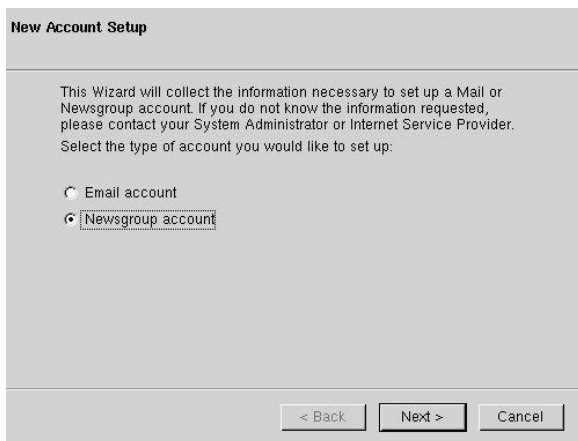 New Account Setup
This Wizard will collect the information necessary to set up a Mail or
Newsgroup account. If you do not know the information requested,
please contact your System Administrator or Internet Service Provider.
Select the type of account you would like to set up:
Email account
Newsgroup account
< Back Next > Cancel